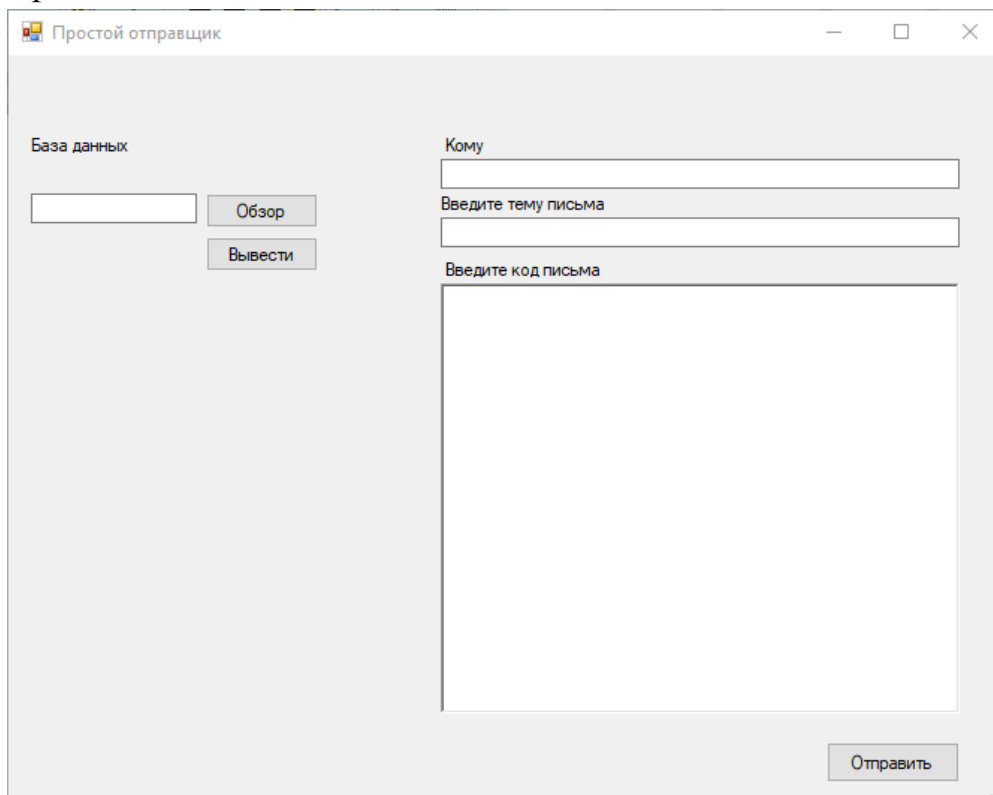 Простой отправщик
База данных
Обзор
Вывести
Кому
Введите тему письма
Введите код письма
Отправить